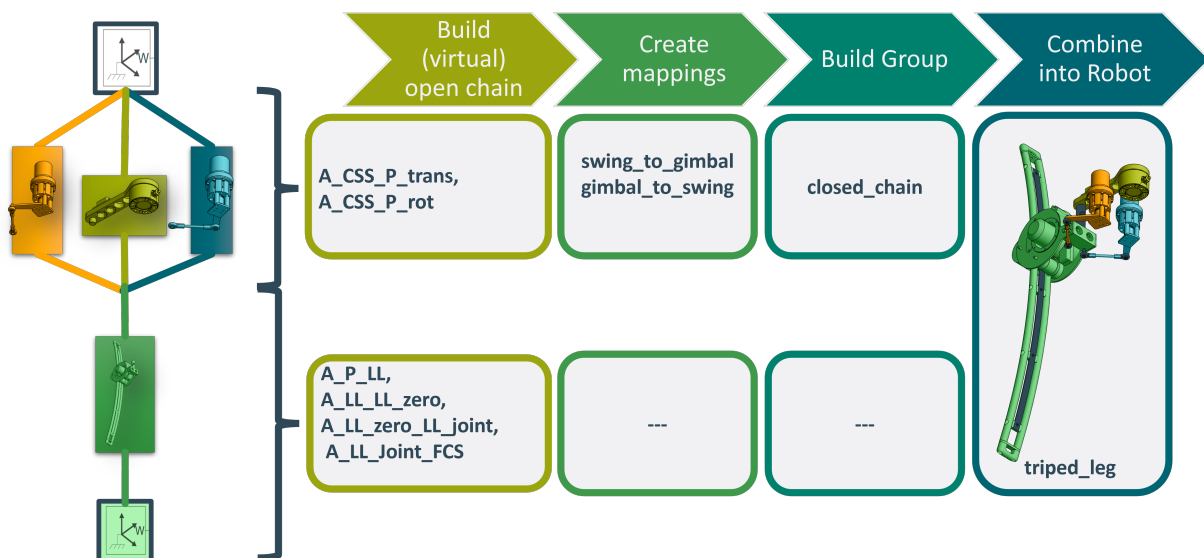 W
Build
(virtual)
open chain
Create
mappings
Build Group
Combine
into Robot
A_CSS_P_trans,
A_CSS_P_rot
swing_to_gimbal
gimbal_to_swing
closed_chain
A_P_LL,
A_LL_LL_zero,
A_LL_zero_LL_joint,
A_LL_Joint_FCS
---
---
triped_leg
W